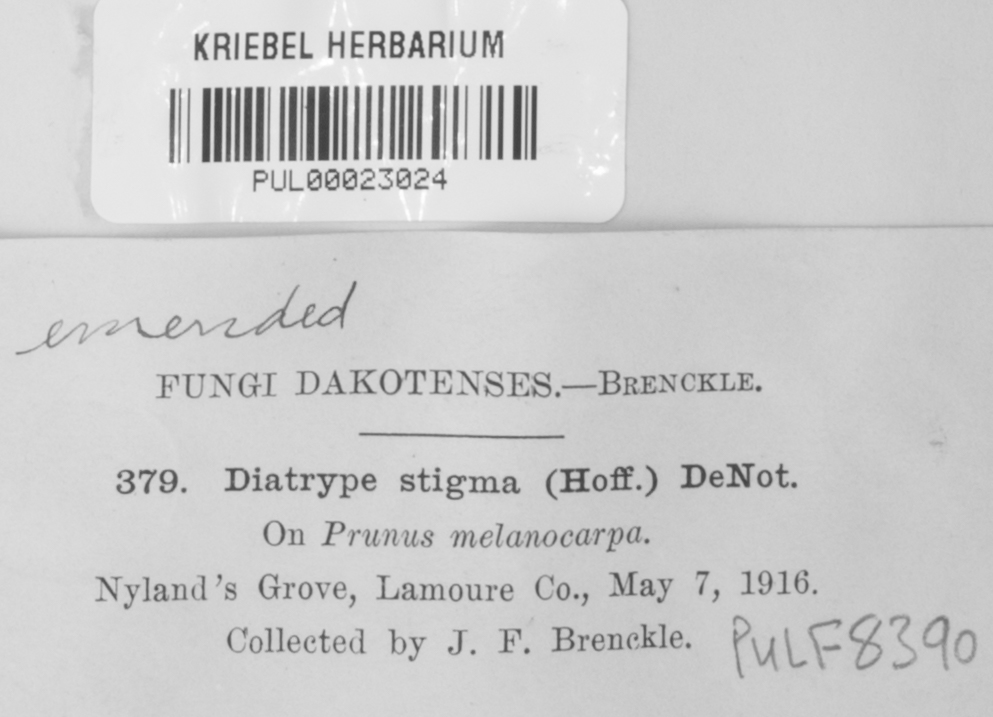 KRIEBEL HERBARIUM
PUL00023024
emended
FUNGI DAKOTENSES.—BRENCKLE.
379. Diatrype stigma (Hoff.) DeNot.
On Prunus melanocarpa.
Nyland's Grove, Lamoure Co., May 7, 1916.
Collected by J. F. Brenckle.
PULF8390